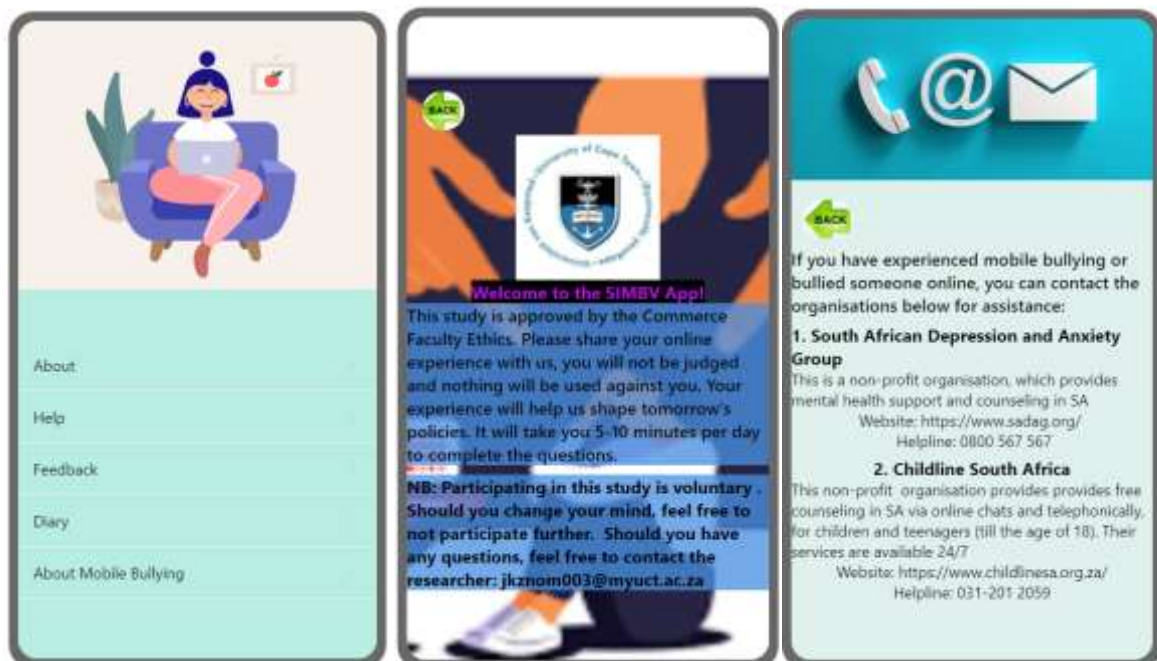 About
Help
Feedback
Diary
About Mobile Bullying
BACK
University of Cape Town
Welcome to the SIMBV App!
This study is approved by the Commerce
Faculty Ethics. Please share your online
experience with us, you will not be judged
and nothing will be used against you. Your
experience will help us shape tomorrow's
policies. It will take you 5-10 minutes per day
to complete the questions.
NB: Participating in this study is voluntary .
Should you change your mind, feel free to
not participate further. Should you have
any questions, feel free to contact the
researcher: jkznoim003@myuct.ac.za
@
BACK
If you have experienced mobile bullying or
bullied someone online, you can contact the
organisations below for assistance:
1. South African Depression and Anxiety
Group
This is a non-profit organisation, which provides
mental health support and counseling in SA
Website: https://www.sadag.org/
Helpline: 0800 567 567
2. Childline South Africa
This non-profit organisation provides provides free
counseling in SA via online chats and telephonically,
for children and teenagers (till the age of 18). Their
services are available 24/7
Website: https://www.childlinesa.org.za/
Helpline: 031-201 2059